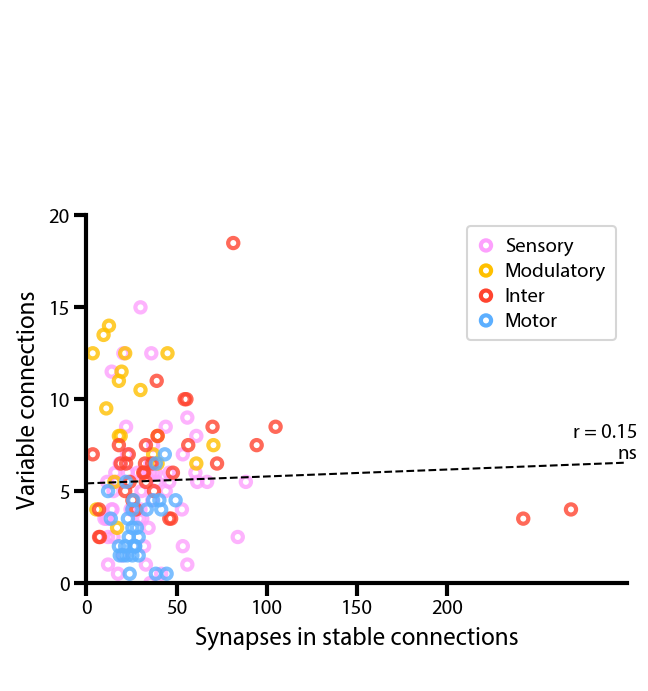 20
15
10
5
0
Variable connections
Sensory
Modulatory
Inter
Motor
r = 0.15
ns
0 50 100 150 200
Synapses in stable connections